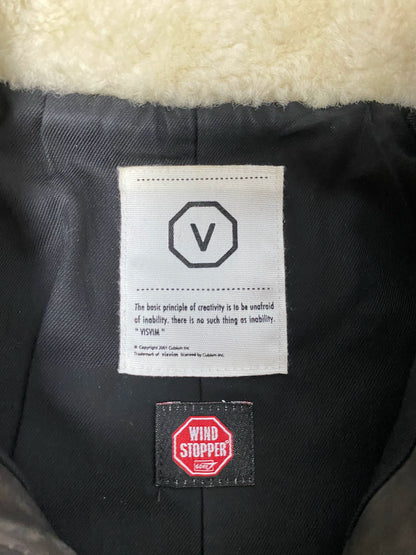 V
The basic principle of creativity is to be unafraid
of inability. there is no such thing as inability.
" VISVIM "
© Copyright 2001 Cubism Inc
Trademark of visvim licensed by Cubism Inc.
WIND
STOPPER®
GORE